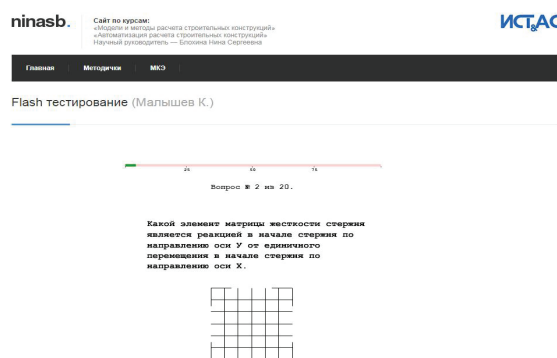 ninasb.
Сайт по курсам:
«Модели и методы расчета строительных конструкций»
«Автоматизация расчета строительных конструкций»
Научный руководитель — Блохина Нина Сергеевна
ИСТ&АС
Главная Методички МКЭ
Flash тестирование (Малышев К.)
25 50 75
Вопрос № 2 из 20.
Какой элемент матрицы жесткости стержня
является реакцией в начале стержня по
направлению оси У от единичного
перемещения в начале стержня по
направлению оси Х.